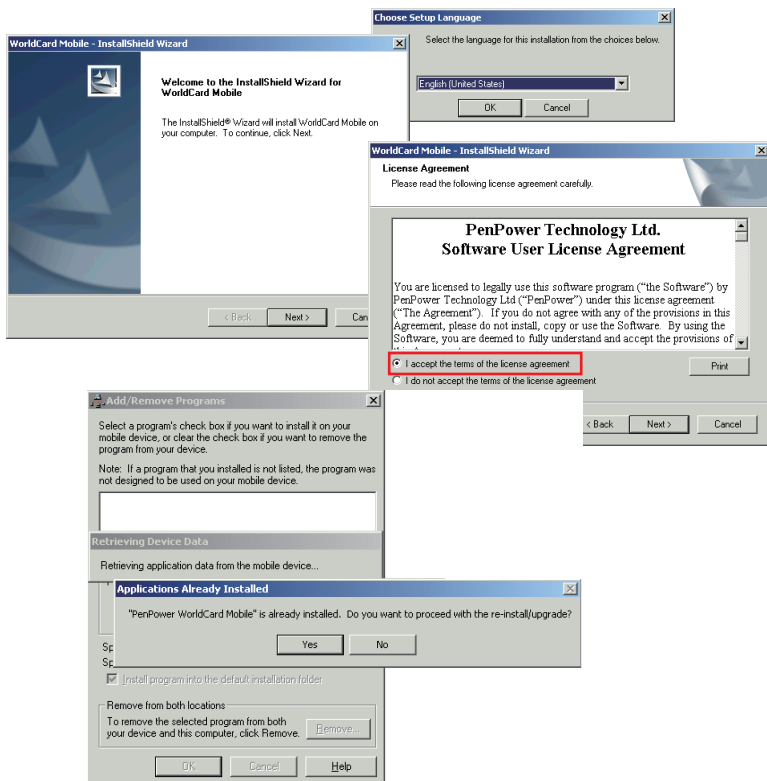 Choose Setup Language
Select the language for this installation from the choices below.
English (United States)
OK
Cancel
WorldCard Mobile - InstallShield Wizard
Welcome to the InstallShield Wizard for
WorldCard Mobile
The InstallShield® Wizard will install WorldCard Mobile on
your computer. To continue, click Next.
< Back
Next >
Can
WorldCard Mobile - InstallShield Wizard
License Agreement
Please read the following license agreement carefully.
PenPower Technology Ltd.
Software User License Agreement
You are licensed to legally use this software program (“the Software”) by
PenPower Technology Ltd (“PenPower”) under this license agreement
(“The Agreement”). If you do not agree with any of the provisions in this
Agreement, please do not install, copy or use the Software. By using the
Software, you are deemed to fully understand and accept the provisions of
I accept the terms of the license agreement
Print
I do not accept the terms of the license agreement
< Back
Next >
Cancel
Add/Remove Programs
Select a program's check box if you want to install it on your
mobile device, or clear the check box if you want to remove the
program from your device.
Note: If a program that you installed is not listed, the program was
not designed to be used on your mobile device.
Retrieving Device Data
Retrieving application data from the mobile device...
Applications Already Installed
"PenPower WorldCard Mobile" is already installed. Do you want to proceed with the re-install/upgrade?
Yes
No
Sp
Sp
Install program into the default installation folder
Remove from both locations
To remove the selected program from both
your device and this computer, click Remove.
Remove...
OK
Cancel
Help